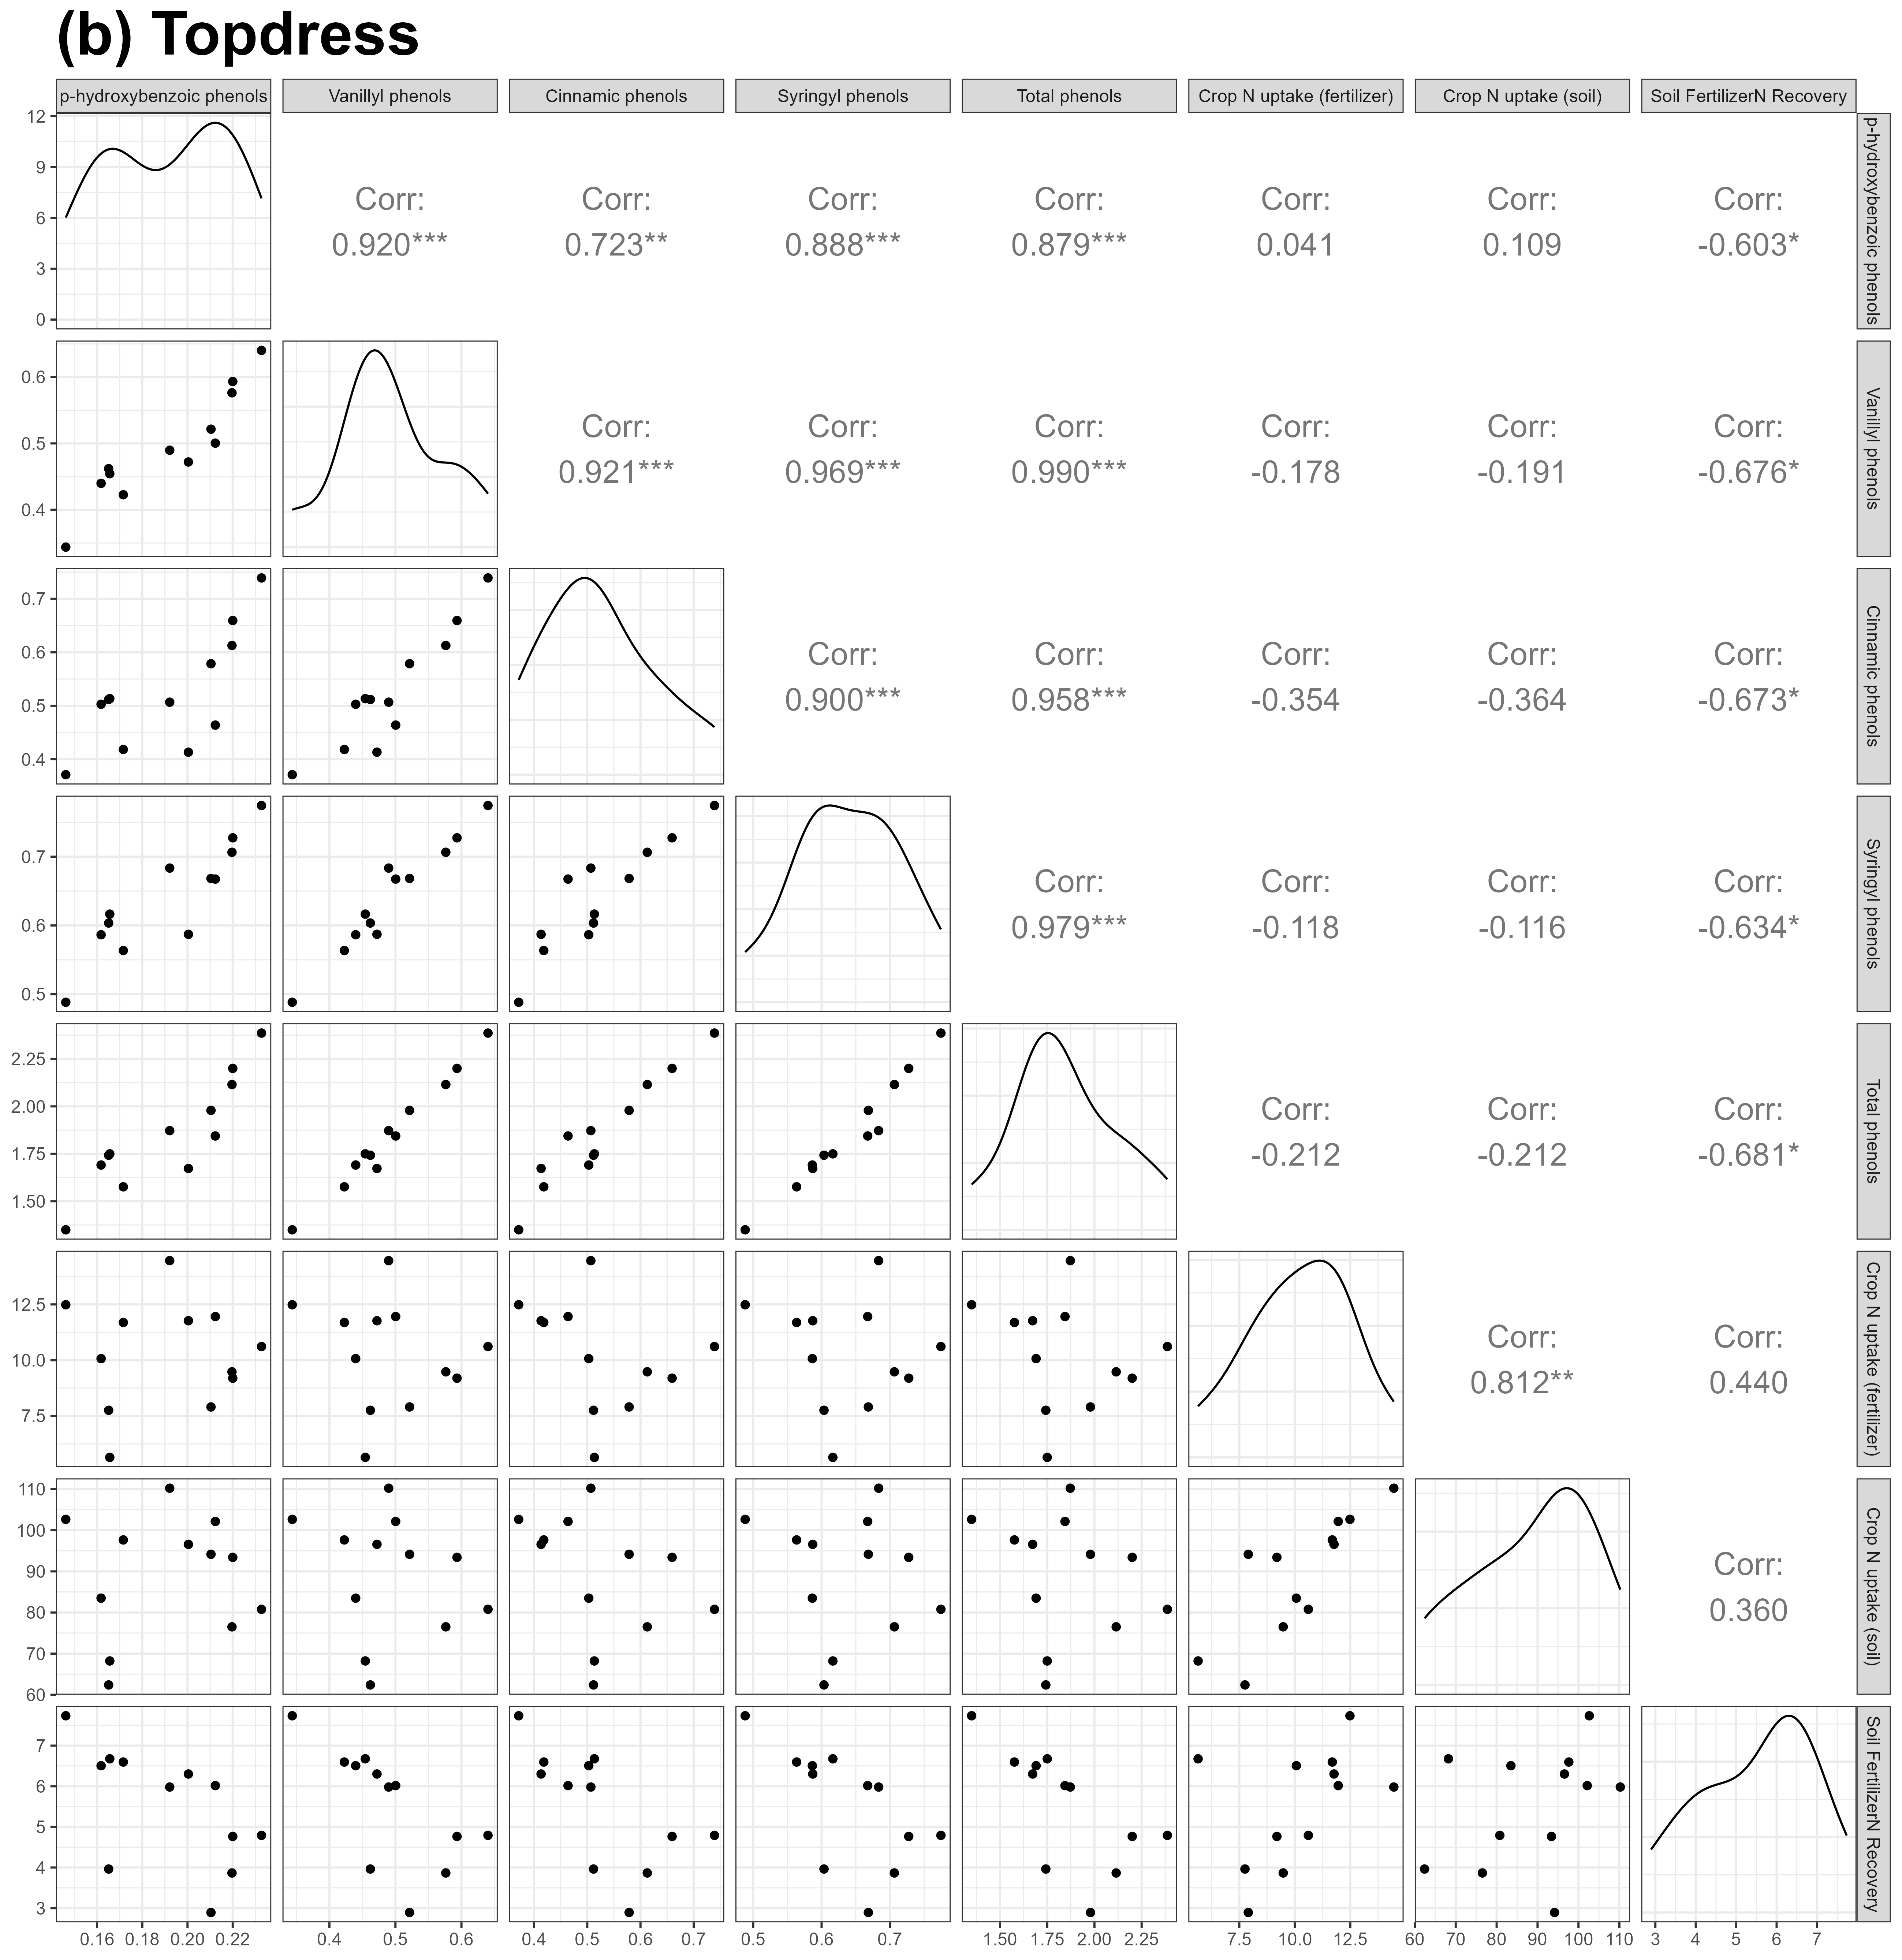 (b) Topdress
p-hydroxybenzoic phenols Vanillyl phenols Cinnamic phenols Syringyl phenols Total phenols Crop N uptake (fertilizer) Crop N uptake (soil) Soil FertilizerN Recovery
12
9
6
3
0
Corr: Corr: Corr: Corr: Corr: Corr: Corr:
0.920*** 0.723** 0.888*** 0.879*** 0.041 0.109 -0.603*
p-hydroxybenzoic phenols
0.6
0.5
0.4
Corr: Corr: Corr: Corr: Corr: Corr:
0.921*** 0.969*** 0.990*** -0.178 -0.191 -0.676*
Vanillyl phenols
0.7
0.6
0.5
0.4
Corr: Corr: Corr: Corr: Corr:
0.900*** 0.958*** -0.354 -0.364 -0.673*
Cinnamic phenols
0.7
0.6
0.5
Corr: Corr: Corr: Corr:
0.979*** -0.118 -0.116 -0.634*
Syringyl phenols
2.25
2.00
1.75
1.50
Corr: Corr: Corr:
-0.212 -0.212 -0.681*
Total phenols
12.5
10.0
7.5
Corr: Corr:
0.812** 0.440
Crop N uptake (fertilizer)
110
100
90
80
70
60
Corr:
0.360
Crop N uptake (soil)
7
6
5
4
3
Soil FertilizerN Recovery
0.16 0.18 0.20 0.22 0.4 0.5 0.6 0.4 0.5 0.6 0.7 0.5 0.6 0.7 1.50 1.75 2.00 2.25 7.5 10.0 12.5 60 70 80 90 100 110 3 4 5 6 7